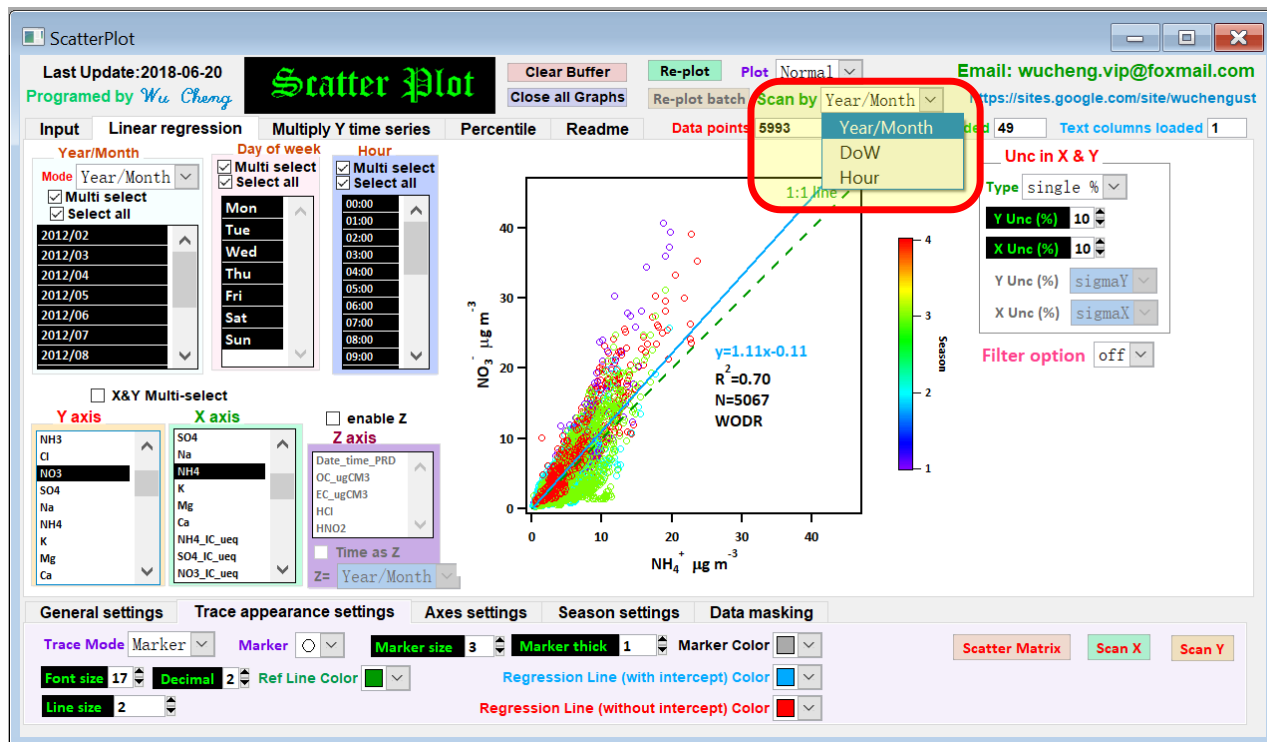 ScatterPlot
Last Update:2018-06-20
Programed by Wu Cheng
Scatter Plot
Clear Buffer
Close all Graphs
Re-plot
Plot Normal
Re-plot batch
Scan by Year/Month
Email: wucheng.vip@foxmail.com
https://sites.google.com/site/wuchengust
Input Linear regression Multiply Y time series Percentile Readme
Data points 5993
49
Text columns loaded 1
Year/Month
DoW
Hour
Year/Month
Mode Year/Month
Multi select
Select all
2012/02
2012/03
2012/04
2012/05
2012/06
2012/07
2012/08
Day of week
Multi select
Select all
Mon
Tue
Wed
Thu
Fri
Sat
Sun
Hour
Multi select
Select all
00:00
01:00
02:00
03:00
04:00
05:00
06:00
07:00
08:00
09:00
X&Y Multi-select
Y axis
NH3
Cl
NO3
SO4
Na
NH4
K
Mg
Ca
X axis
SO4
Na
NH4
K
Mg
Ca
NH4_IC_ueq
SO4_IC_ueq
NO3_IC_ueq
enable Z
Z axis
Date_time_PRD
OC_ugCM3
EC_ugCM3
HCl
HNO2
Time as Z
Z= Year/Month
1:1 line
40
30
20
10
0
NO3- μg m-3
y=1.11x-0.11
R2=0.70
N=5067
WODR
0 10 20 30 40
NH4+ μg m-3
4
3
2
1
Season
Unc in X & Y
Type single %
Y Unc (%) 10
X Unc (%) 10
Y Unc (%) sigmaY
X Unc (%) sigmaX
Filter option off
General settings Trace appearance settings Axes settings Season settings Data masking
Trace Mode Marker Marker Marker size 3 Marker thick 1 Marker Color
Font size 17 Decimal 2 Ref Line Color Regression Line (with intercept) Color
Line size 2 Regression Line (without intercept) Color
Scatter Matrix Scan X Scan Y